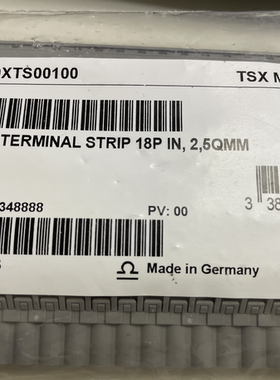 XTS00100
TSX M
TERMINAL STRIP 18P IN, 2,5QMM
348888
PV: 00
3 38
Made in Germany